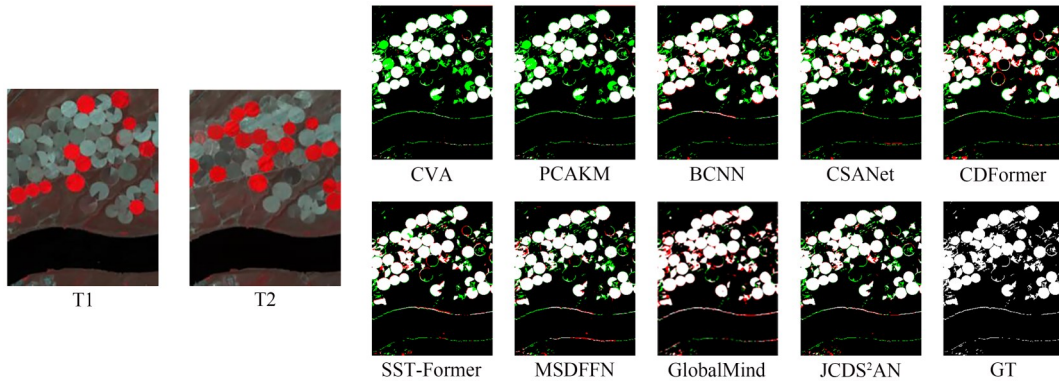 CVA PCAKM BCNN CSANet CDFormer
T1 T2
SST-Former MSDFFN GlobalMind JCDS²AN GT